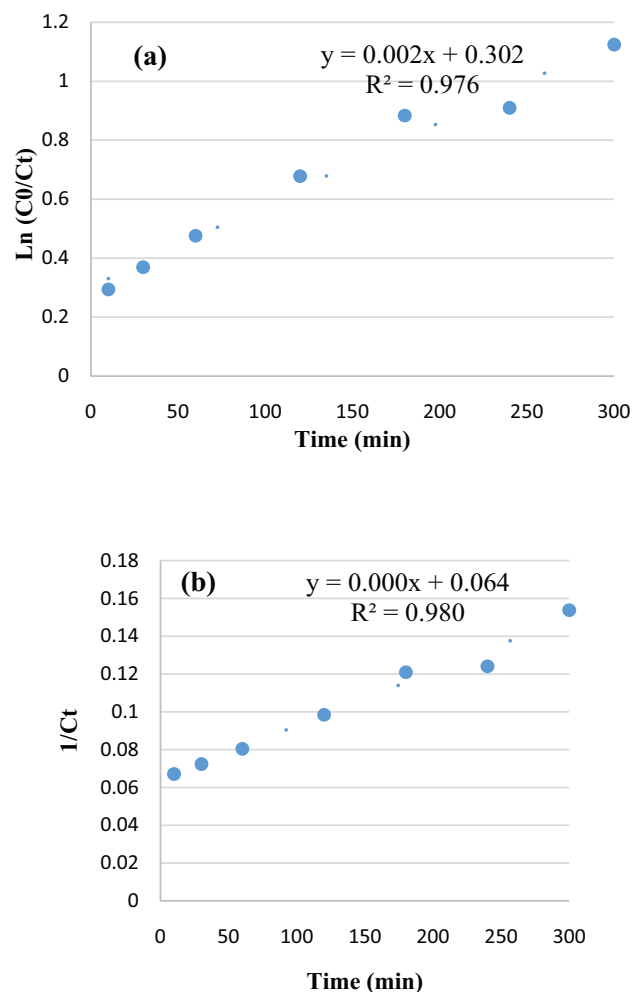 1.2
(a)
y = 0.002x + 0.302
R² = 0.976
1
0.8
0.6
0.4
0.2
0
Ln (C0/Ct)
0 50 100 150 200 250 300
Time (min)
0.18
(b)
y = 0.000x + 0.064
R² = 0.980
0.16
0.14
0.12
0.1
0.08
0.06
0.04
0.02
0
1/Ct
0 50 100 150 200 250 300
Time (min)